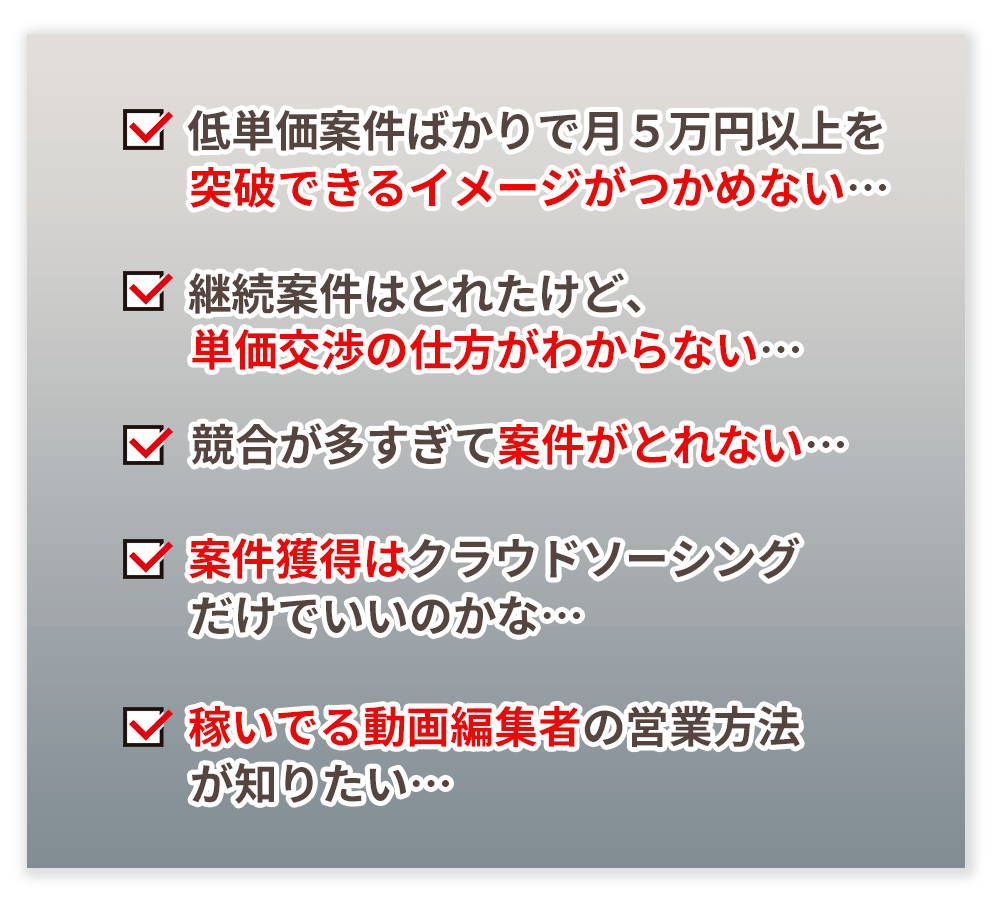 低単価案件ばかりで月５万円以上を
突破できるイメージがつかめない…
継続案件はとれたけど、
単価交渉の仕方がわからない…
競合が多すぎて案件がとれない…
案件獲得はクラウドソーシング
だけでいいのかな…
稼いでる動画編集者の営業方法
が知りたい…